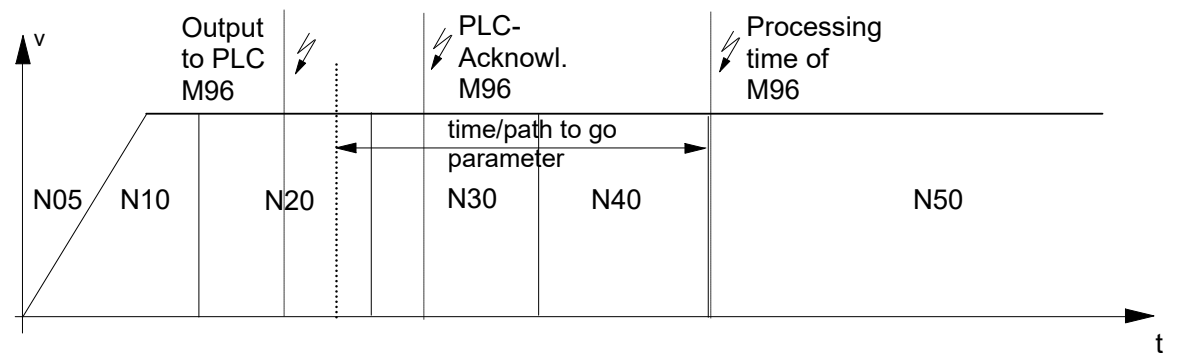 v
Output
to PLC
M96
PLC-
Acknowl.
M96
Processing
time of
M96
time/path to go
parameter
N05
N10
N20
N30
N40
N50
t